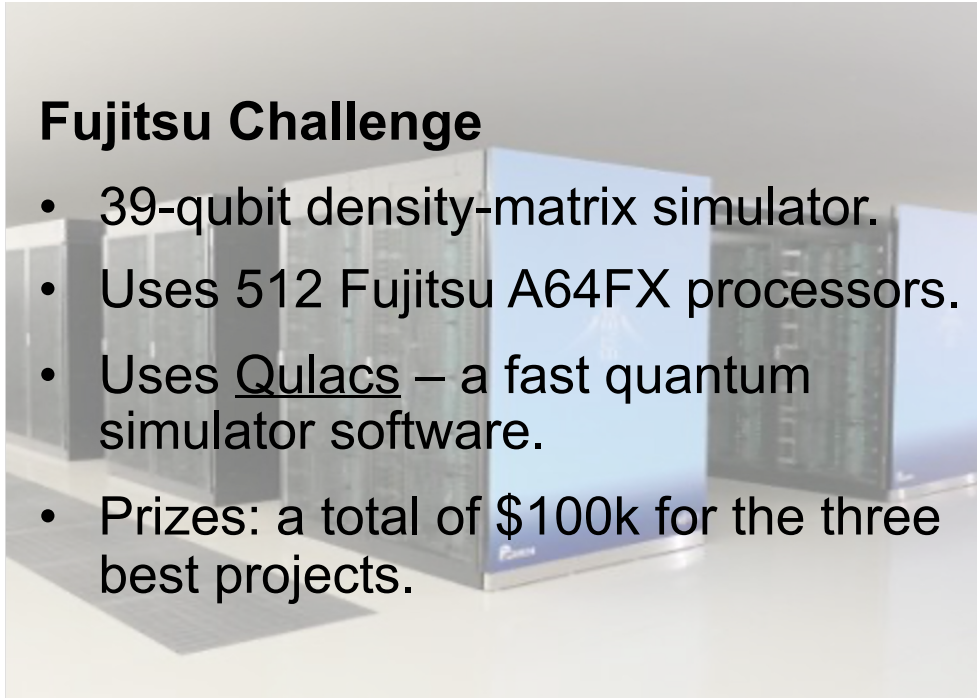 Fujitsu Challenge
• 39-qubit density-matrix simulator.
• Uses 512 Fujitsu A64FX processors.
• Uses Qulacs – a fast quantum
simulator software.
• Prizes: a total of $100k for the three
best projects.